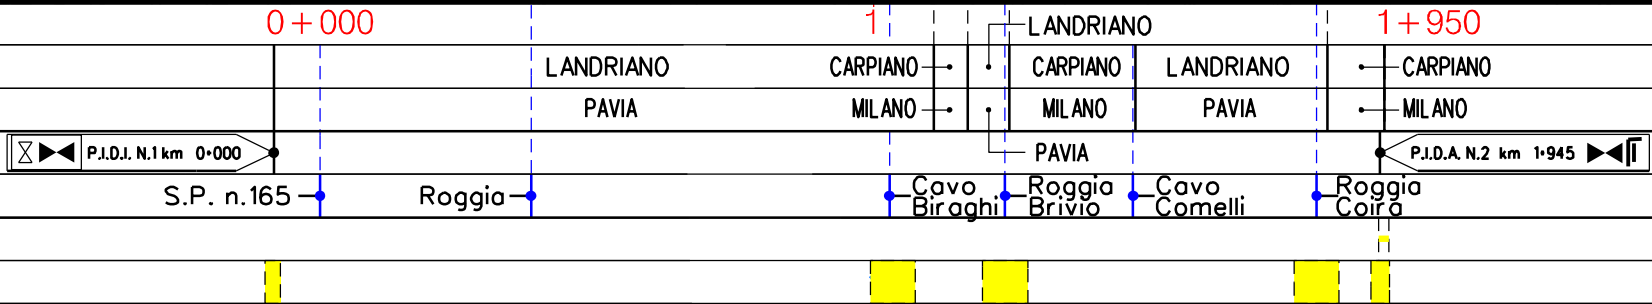 0+000 1 LANDRIANO 1+950
LANDRIANO CARPIANO CARPIANO LANDRIANO CARPIANO
PAVIA MILANO MILANO PAVIA MILANO
P.I.D.I. N.1 km 0+000 PAVIA P.I.D.A. N.2 km 1+945
S.P. n.165 Roggia Cavo Roggia Cavo Roggia
Biraghi Brivio Comelli Coira